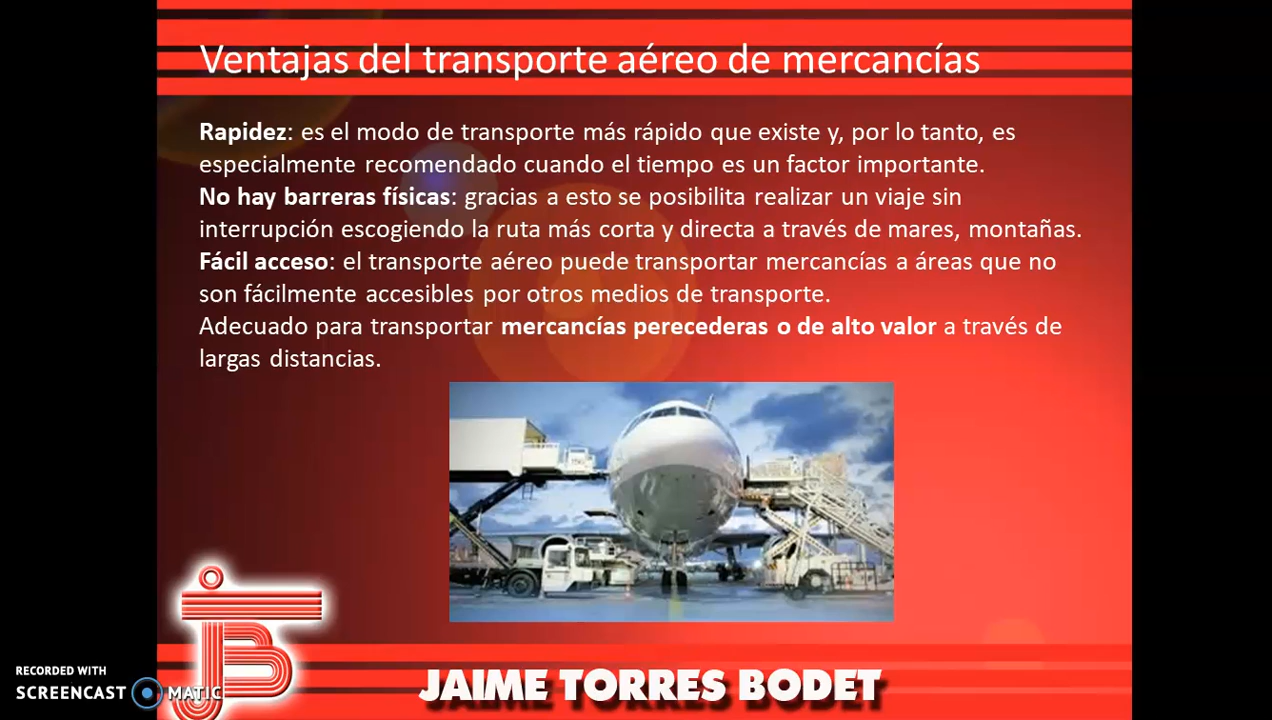 Ventajas del transporte aéreo de mercancías
Rapidez: es el modo de transporte más rápido que existe y, por lo tanto, es
especialmente recomendado cuando el tiempo es un factor importante.
No hay barreras físicas: gracias a esto se posibilita realizar un viaje sin
interrupción escogiendo la ruta más corta y directa a través de mares, montañas.
Fácil acceso: el transporte aéreo puede transportar mercancías a áreas que no
son fácilmente accesibles por otros medios de transporte.
Adecuado para transportar mercancías perecederas o de alto valor a través de
largas distancias.
JTB
JAIME TORRES BODET
RECORDED WITH
SCREENCAST MATIC